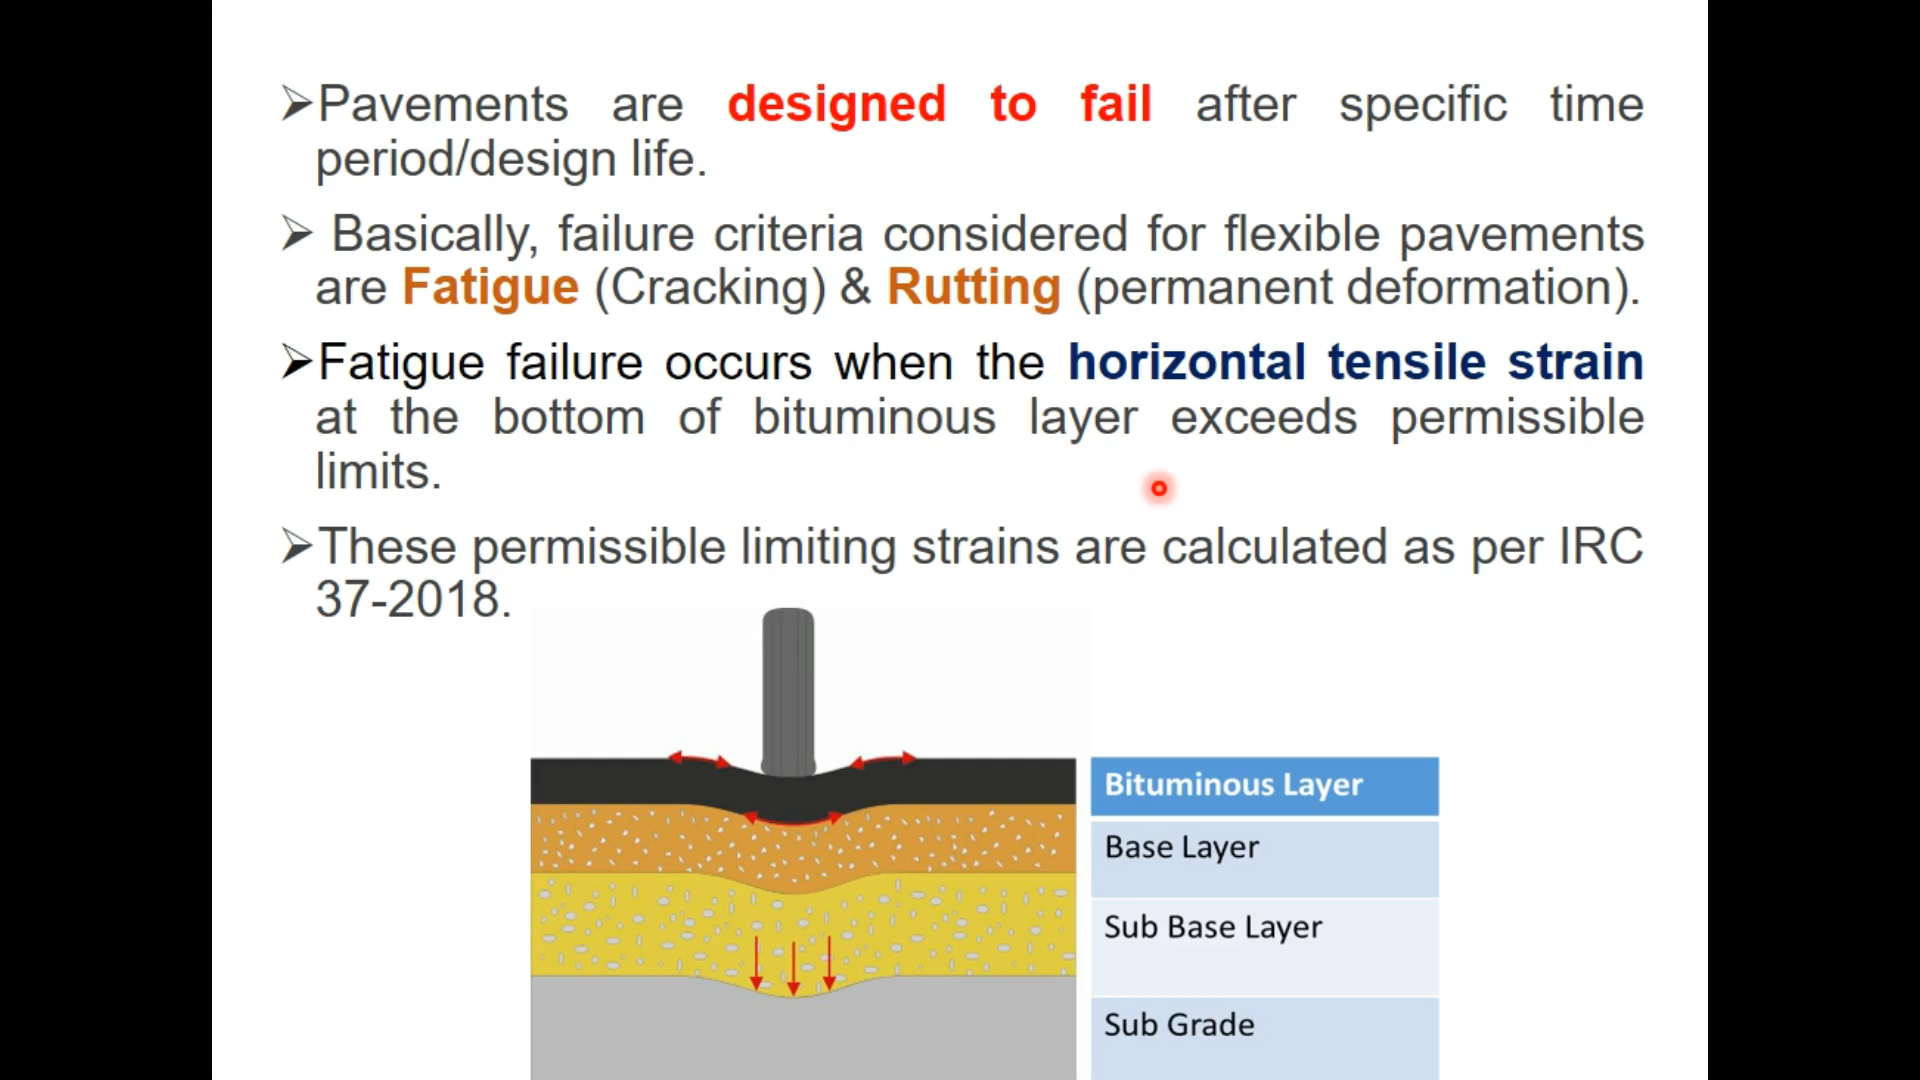 ➢Pavements are designed to fail after specific time
period/design life.
➢ Basically, failure criteria considered for flexible pavements
are Fatigue (Cracking) & Rutting (permanent deformation).
➢Fatigue failure occurs when the horizontal tensile strain
at the bottom of bituminous layer exceeds permissible
limits.
➢These permissible limiting strains are calculated as per IRC
37-2018.
Bituminous Layer
Base Layer
Sub Base Layer
Sub Grade